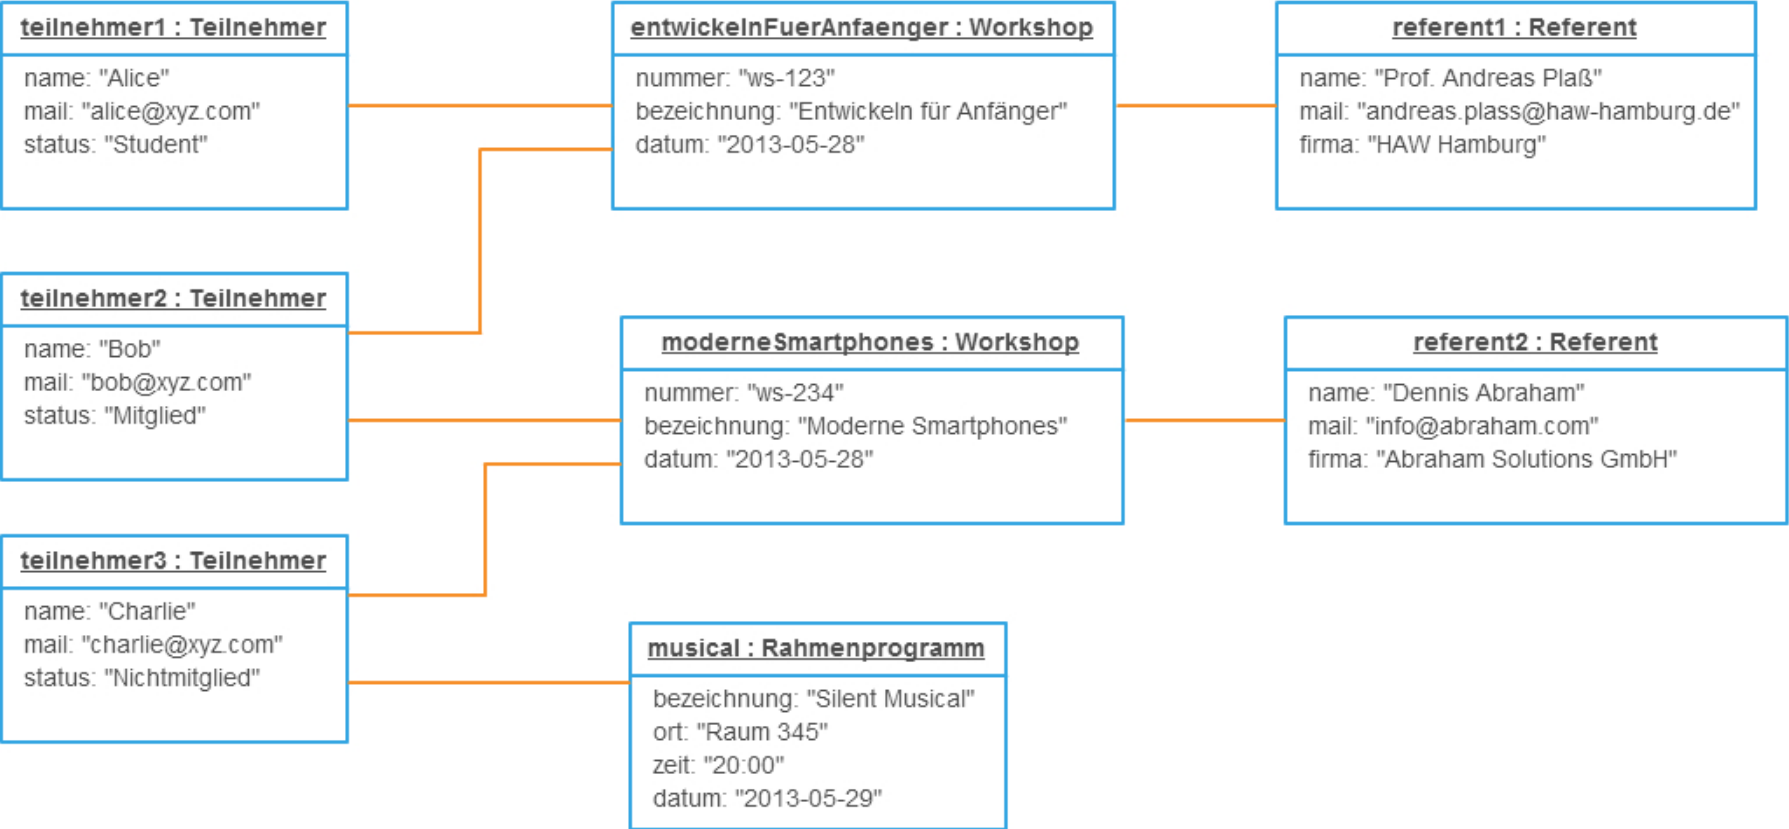 teilnehmer1 : Teilnehmer
name: "Alice"
mail: "alice@xyz.com"
status: "Student"
entwickelnFuerAnfaenger : Workshop
nummer: "ws-123"
bezeichnung: "Entwickeln für Anfänger"
datum: "2013-05-28"
referent1 : Referent
name: "Prof. Andreas Plaß"
mail: "andreas.plass@haw-hamburg.de"
firma: "HAW Hamburg"
teilnehmer2 : Teilnehmer
name: "Bob"
mail: "bob@xyz.com"
status: "Mitglied"
moderneSmartphones : Workshop
nummer: "ws-234"
bezeichnung: "Moderne Smartphones"
datum: "2013-05-28"
referent2 : Referent
name: "Dennis Abraham"
mail: "info@abraham.com"
firma: "Abraham Solutions GmbH"
teilnehmer3 : Teilnehmer
name: "Charlie"
mail: "charlie@xyz.com"
status: "Nichtmitglied"
musical : Rahmenprogramm
bezeichnung: "Silent Musical"
ort: "Raum 345"
zeit: "20:00"
datum: "2013-05-29"